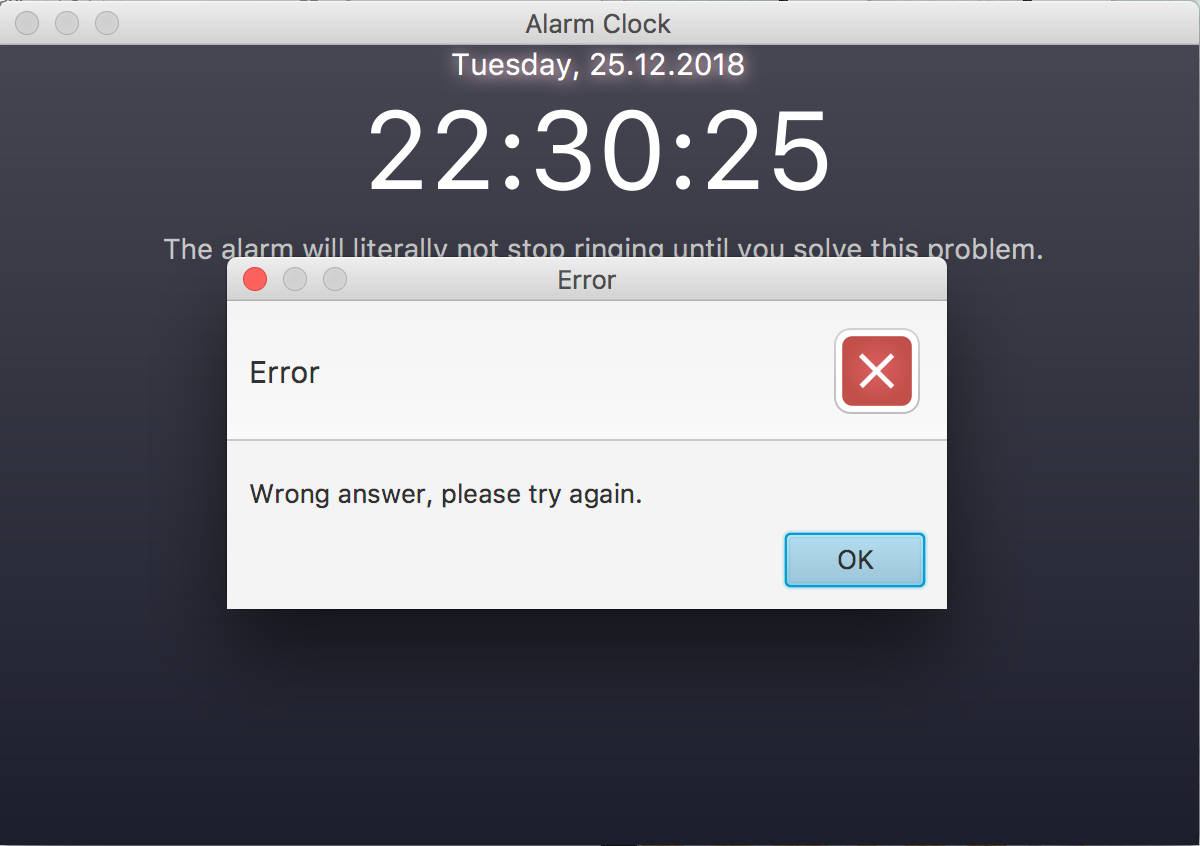 Alarm Clock
Tuesday, 25.12.2018
22:30:25
The alarm will literally not stop ringing until you solve this problem.
Error
Error
Wrong answer, please try again.
OK